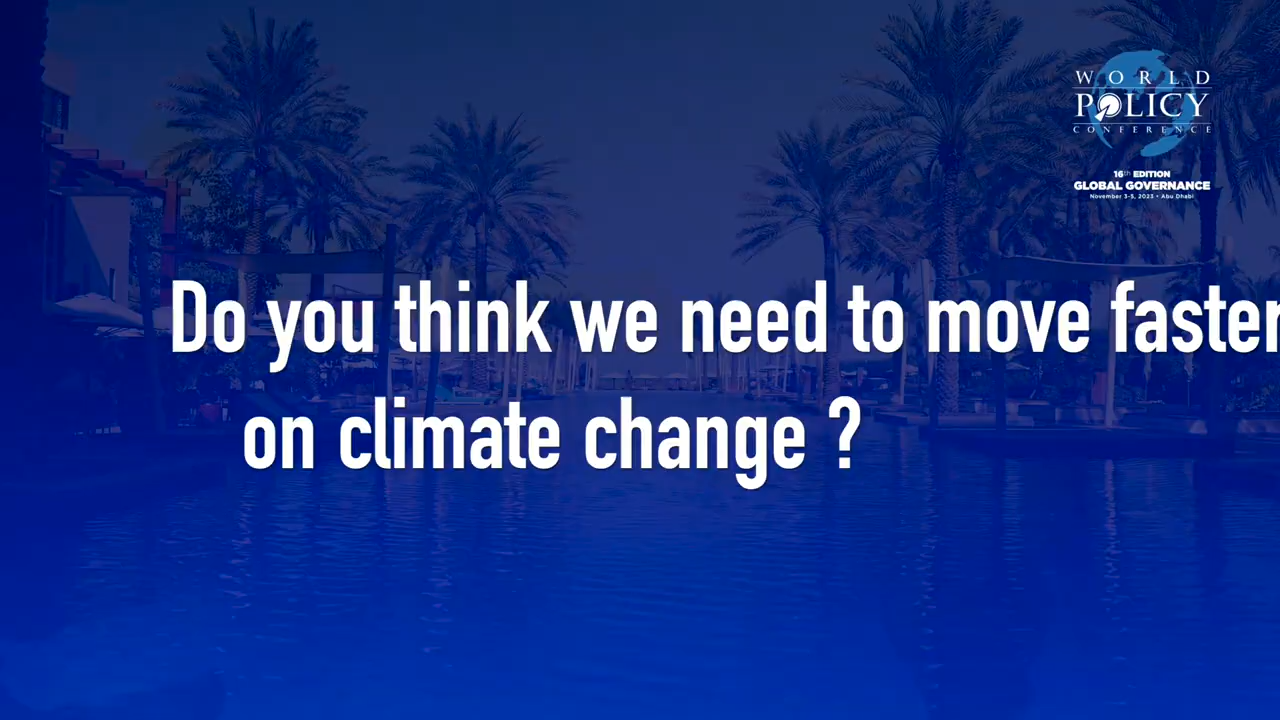 WORLD
POLICY
CONFERENCE
16th EDITION
GLOBAL GOVERNANCE
November 3-5, 2023 • Abu Dhabi
Do you think we need to move faster
on climate change ?